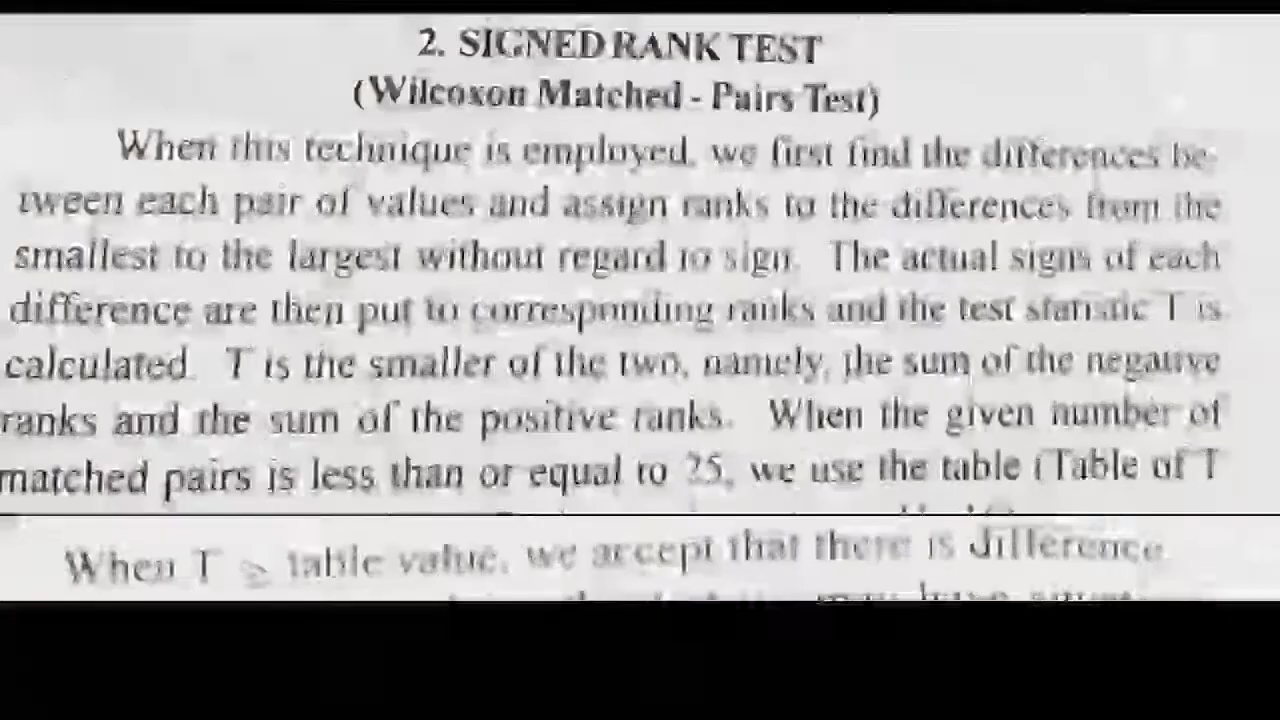 2. SIGNED RANK TEST
(Wilcoxon Matched - Pairs Test)
When this technique is employed, we first find the differences be-
tween each pair of values and assign ranks to the differences from the
smallest to the largest without regard to sign. The actual signs of each
difference are then put to corresponding ranks and the test statistic T is
calculated. T is the smaller of the two, namely, the sum of the negative
ranks and the sum of the positive ranks. When the given number of
matched pairs is less than or equal to 25, we use the table (Table of T
When T ≥ table value, we accept that there is difference